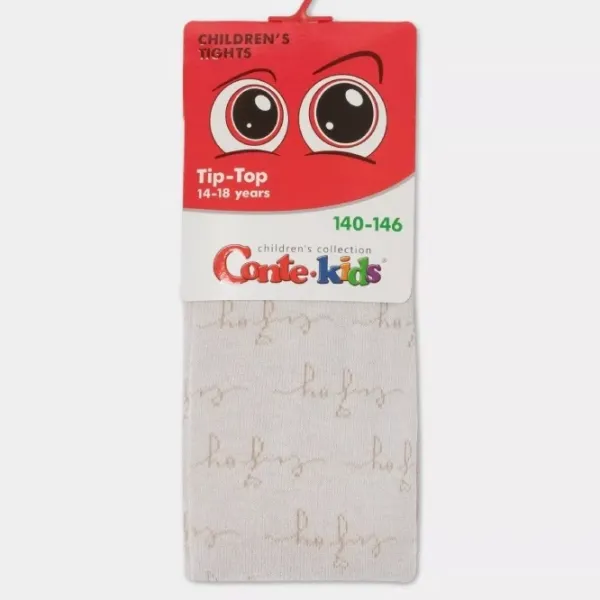 CHILDREN'S
TIGHTS
Tip-Top
14-18 years
140-146
children's collection
Conte·kids®